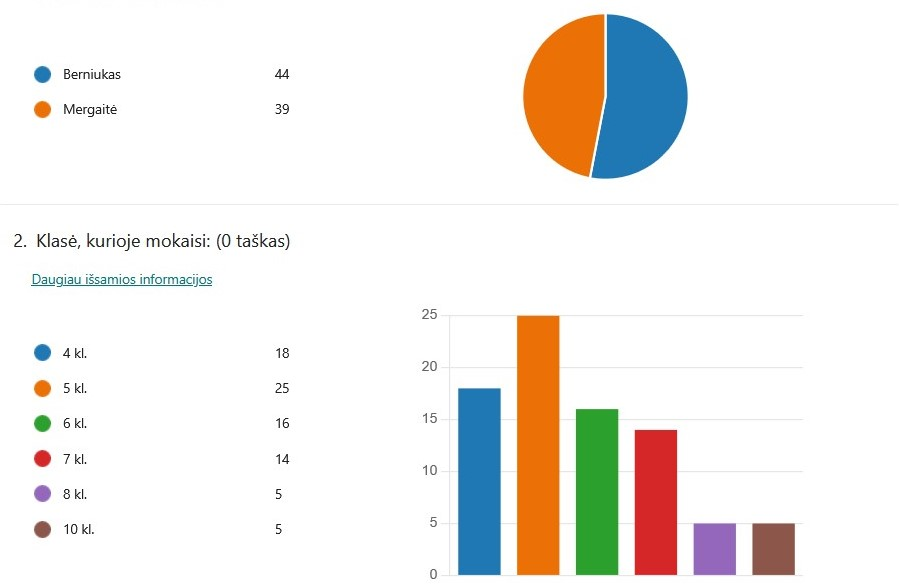 Berniukas 44
Mergaitė 39
2. Klasė, kurioje mokaisi: (0 taškas)
Daugiau išsamios informacijos
4 kl. 18
5 kl. 25
6 kl. 16
7 kl. 14
8 kl. 5
10 kl. 5
25
20
15
10
5
0